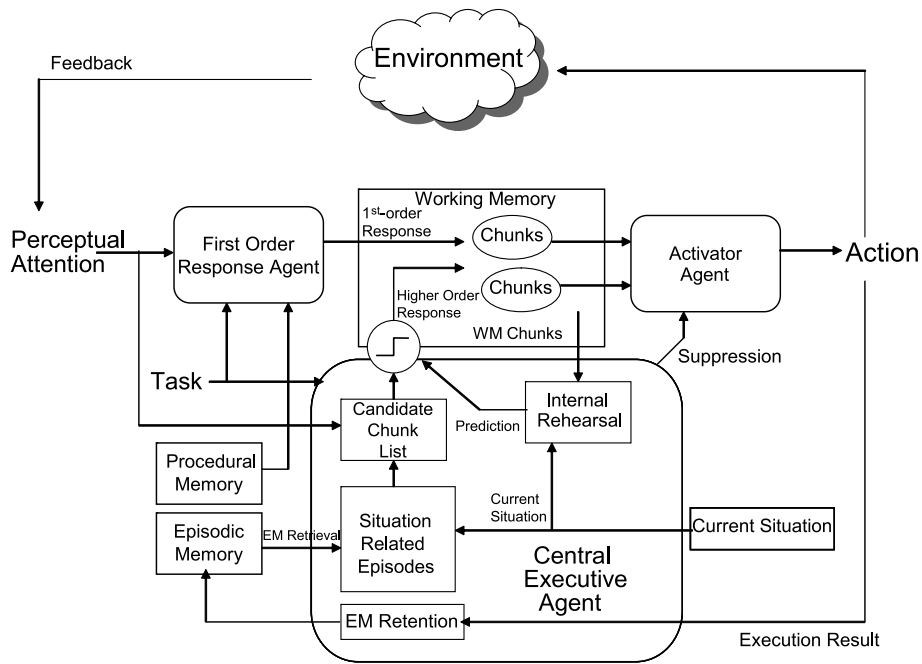 Environment
Feedback
Working Memory
1st-order
Response
Chunks
Perceptual
Attention
First Order
Response Agent
Activator
Agent
Action
Chunks
Higher Order
Response
WM Chunks
Suppression
Task
Candidate
Chunk
List
Prediction
Internal
Rehearsal
Procedural
Memory
Current
Situation
Episodic
Memory
EM Retrieval
Situation
Related
Episodes
Current Situation
Central
Executive
Agent
EM Retention
Execution Result